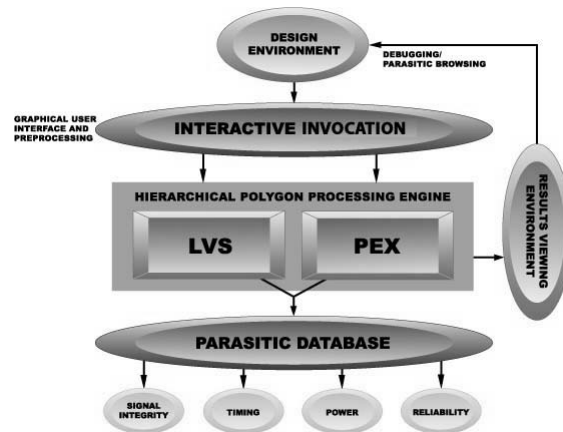 DESIGN
ENVIRONMENT
DEBUGGING/
PARASITIC BROWSING
GRAPHICAL USER
INTERFACE AND
PREPROCESSING
INTERACTIVE INVOCATION
HIERARCHICAL POLYGON PROCESSING ENGINE
LVS
PEX
RESULTS VIEWING
ENVIRONMENT
PARASITIC DATABASE
SIGNAL
INTEGRITY
TIMING
POWER
RELIABILITY